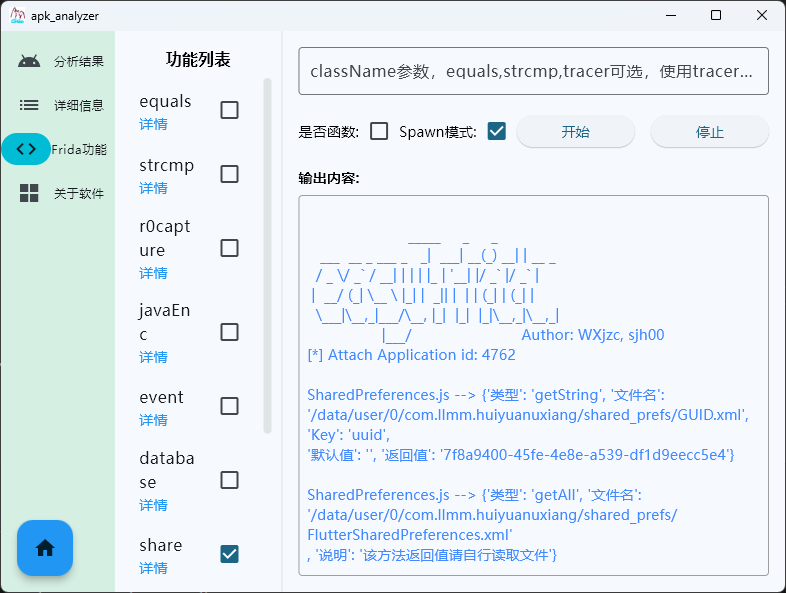 apk_analyzer
分析结果
详细信息
Frida功能
关于软件
功能列表
equals
详情
strcmp
详情
r0capt
ure
详情
javaEn
c
详情
event
详情
databa
se
详情
share
详情
className参数，equals,strcmp,tracer可选，使用tracer...
是否函数:
Spawn模式:
开始
停止
输出内容:
Author: WXjzc, sjh00
[*] Attach Application id: 4762
SharedPreferences.js --> {'类型': 'getString', '文件名':
'/data/user/0/com.llmm.huiyuanuxiang/shared_prefs/GUID.xml',
'Key': 'uuid',
'默认值': '', '返回值': '7f8a9400-45fe-4e8e-a539-df1d9eecc5e4'}
SharedPreferences.js --> {'类型': 'getAll', '文件名':
'/data/user/0/com.llmm.huiyuanuxiang/shared_prefs/
FlutterSharedPreferences.xml'
, '说明': '该方法返回值请自行读取文件'}